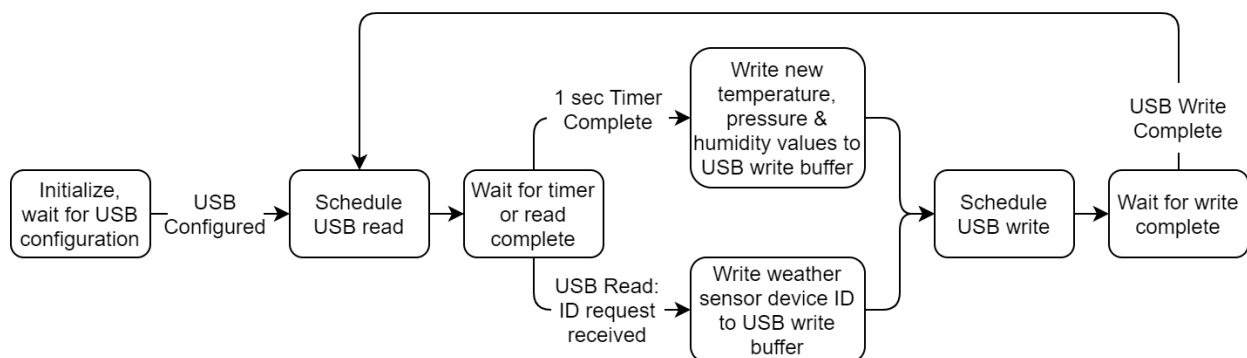 Initialize,
wait for USB
configuration
USB
Configured
Schedule
USB read
Wait for timer
or read
complete
1 sec Timer
Complete
Write new
temperature,
pressure &
humidity values
to USB write buffer
USB Read:
ID request
received
Write weather
sensor device ID
to USB write
buffer
Schedule
USB write
Wait for write
complete
USB Write
Complete